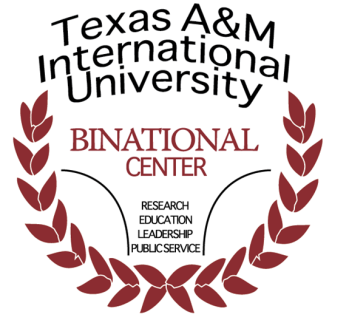 Texas A&M
International
University
BINATIONAL
CENTER
RESEARCH
EDUCATION
LEADERSHIP
PUBLIC SERVICE